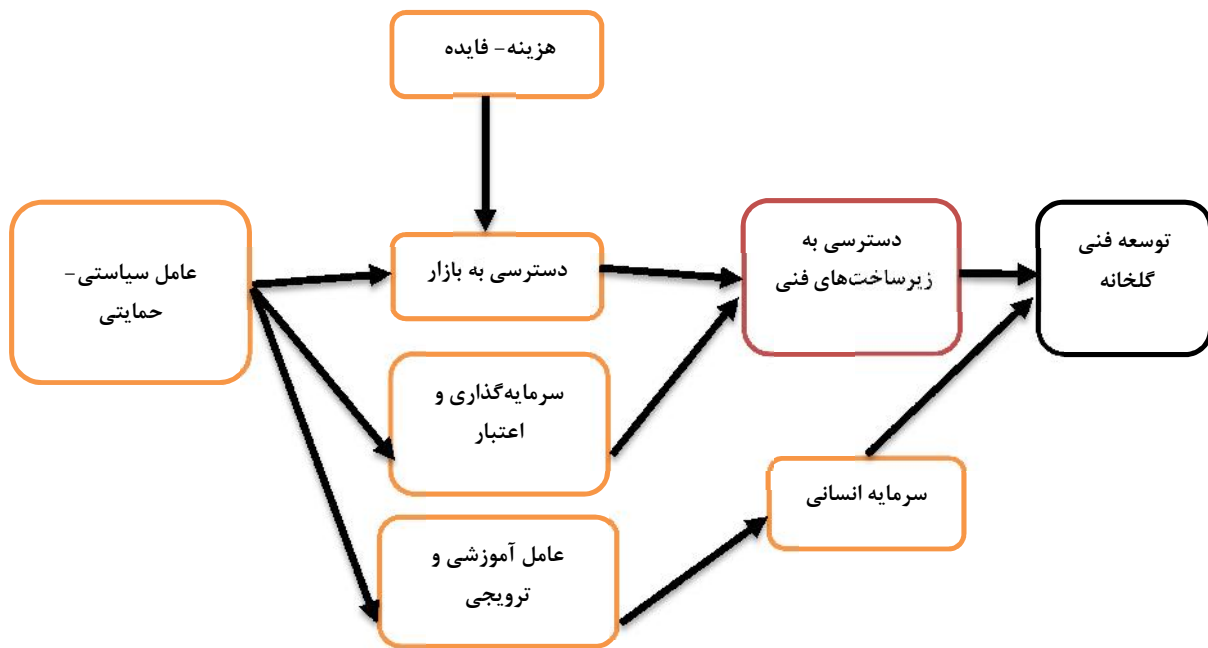 هزینه- فایده
عامل سیاستی-
حمایتی
دسترسی به بازار
دسترسی به
زیرساخت‌های فنی
توسعه فنی
گلخانه
سرمایه‌گذاری و
اعتبار
سرمایه انسانی
عامل آموزشی و
ترویجی